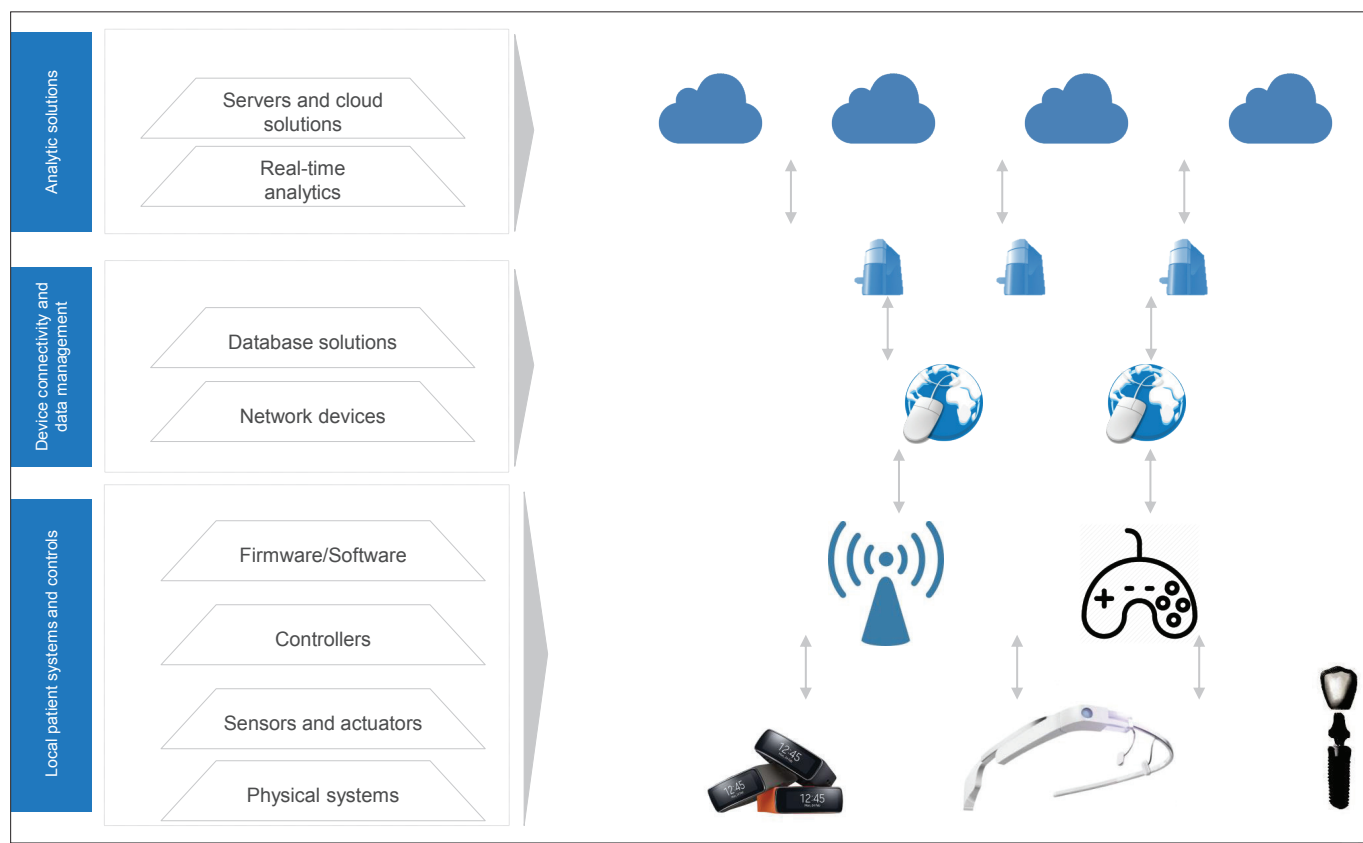 Analytic solutions
Servers and cloud
solutions
Real-time
analytics
Device connectivity and
data management
Database solutions
Network devices
Local patient systems and controls
Firmware/Software
Controllers
Sensors and actuators
Physical systems
12:45
12:45
12:45